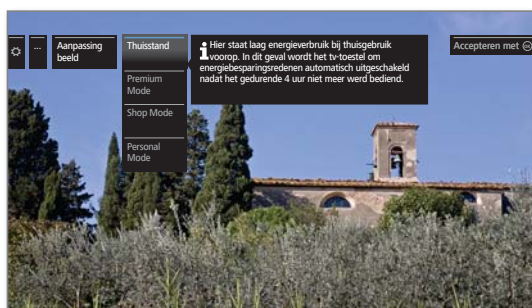 ...
Aanpassing
beeld
Thuisstand
Premium
Mode
Shop Mode
Personal
Mode
i Hier staat laag energieverbruik bij thuisgebruik
voorop. In dit geval wordt het tv-toestel om
energiebesparingsredenen automatisch uitgeschakeld
nadat het gedurende 4 uur niet meer werd bediend.
Accepteren met OK